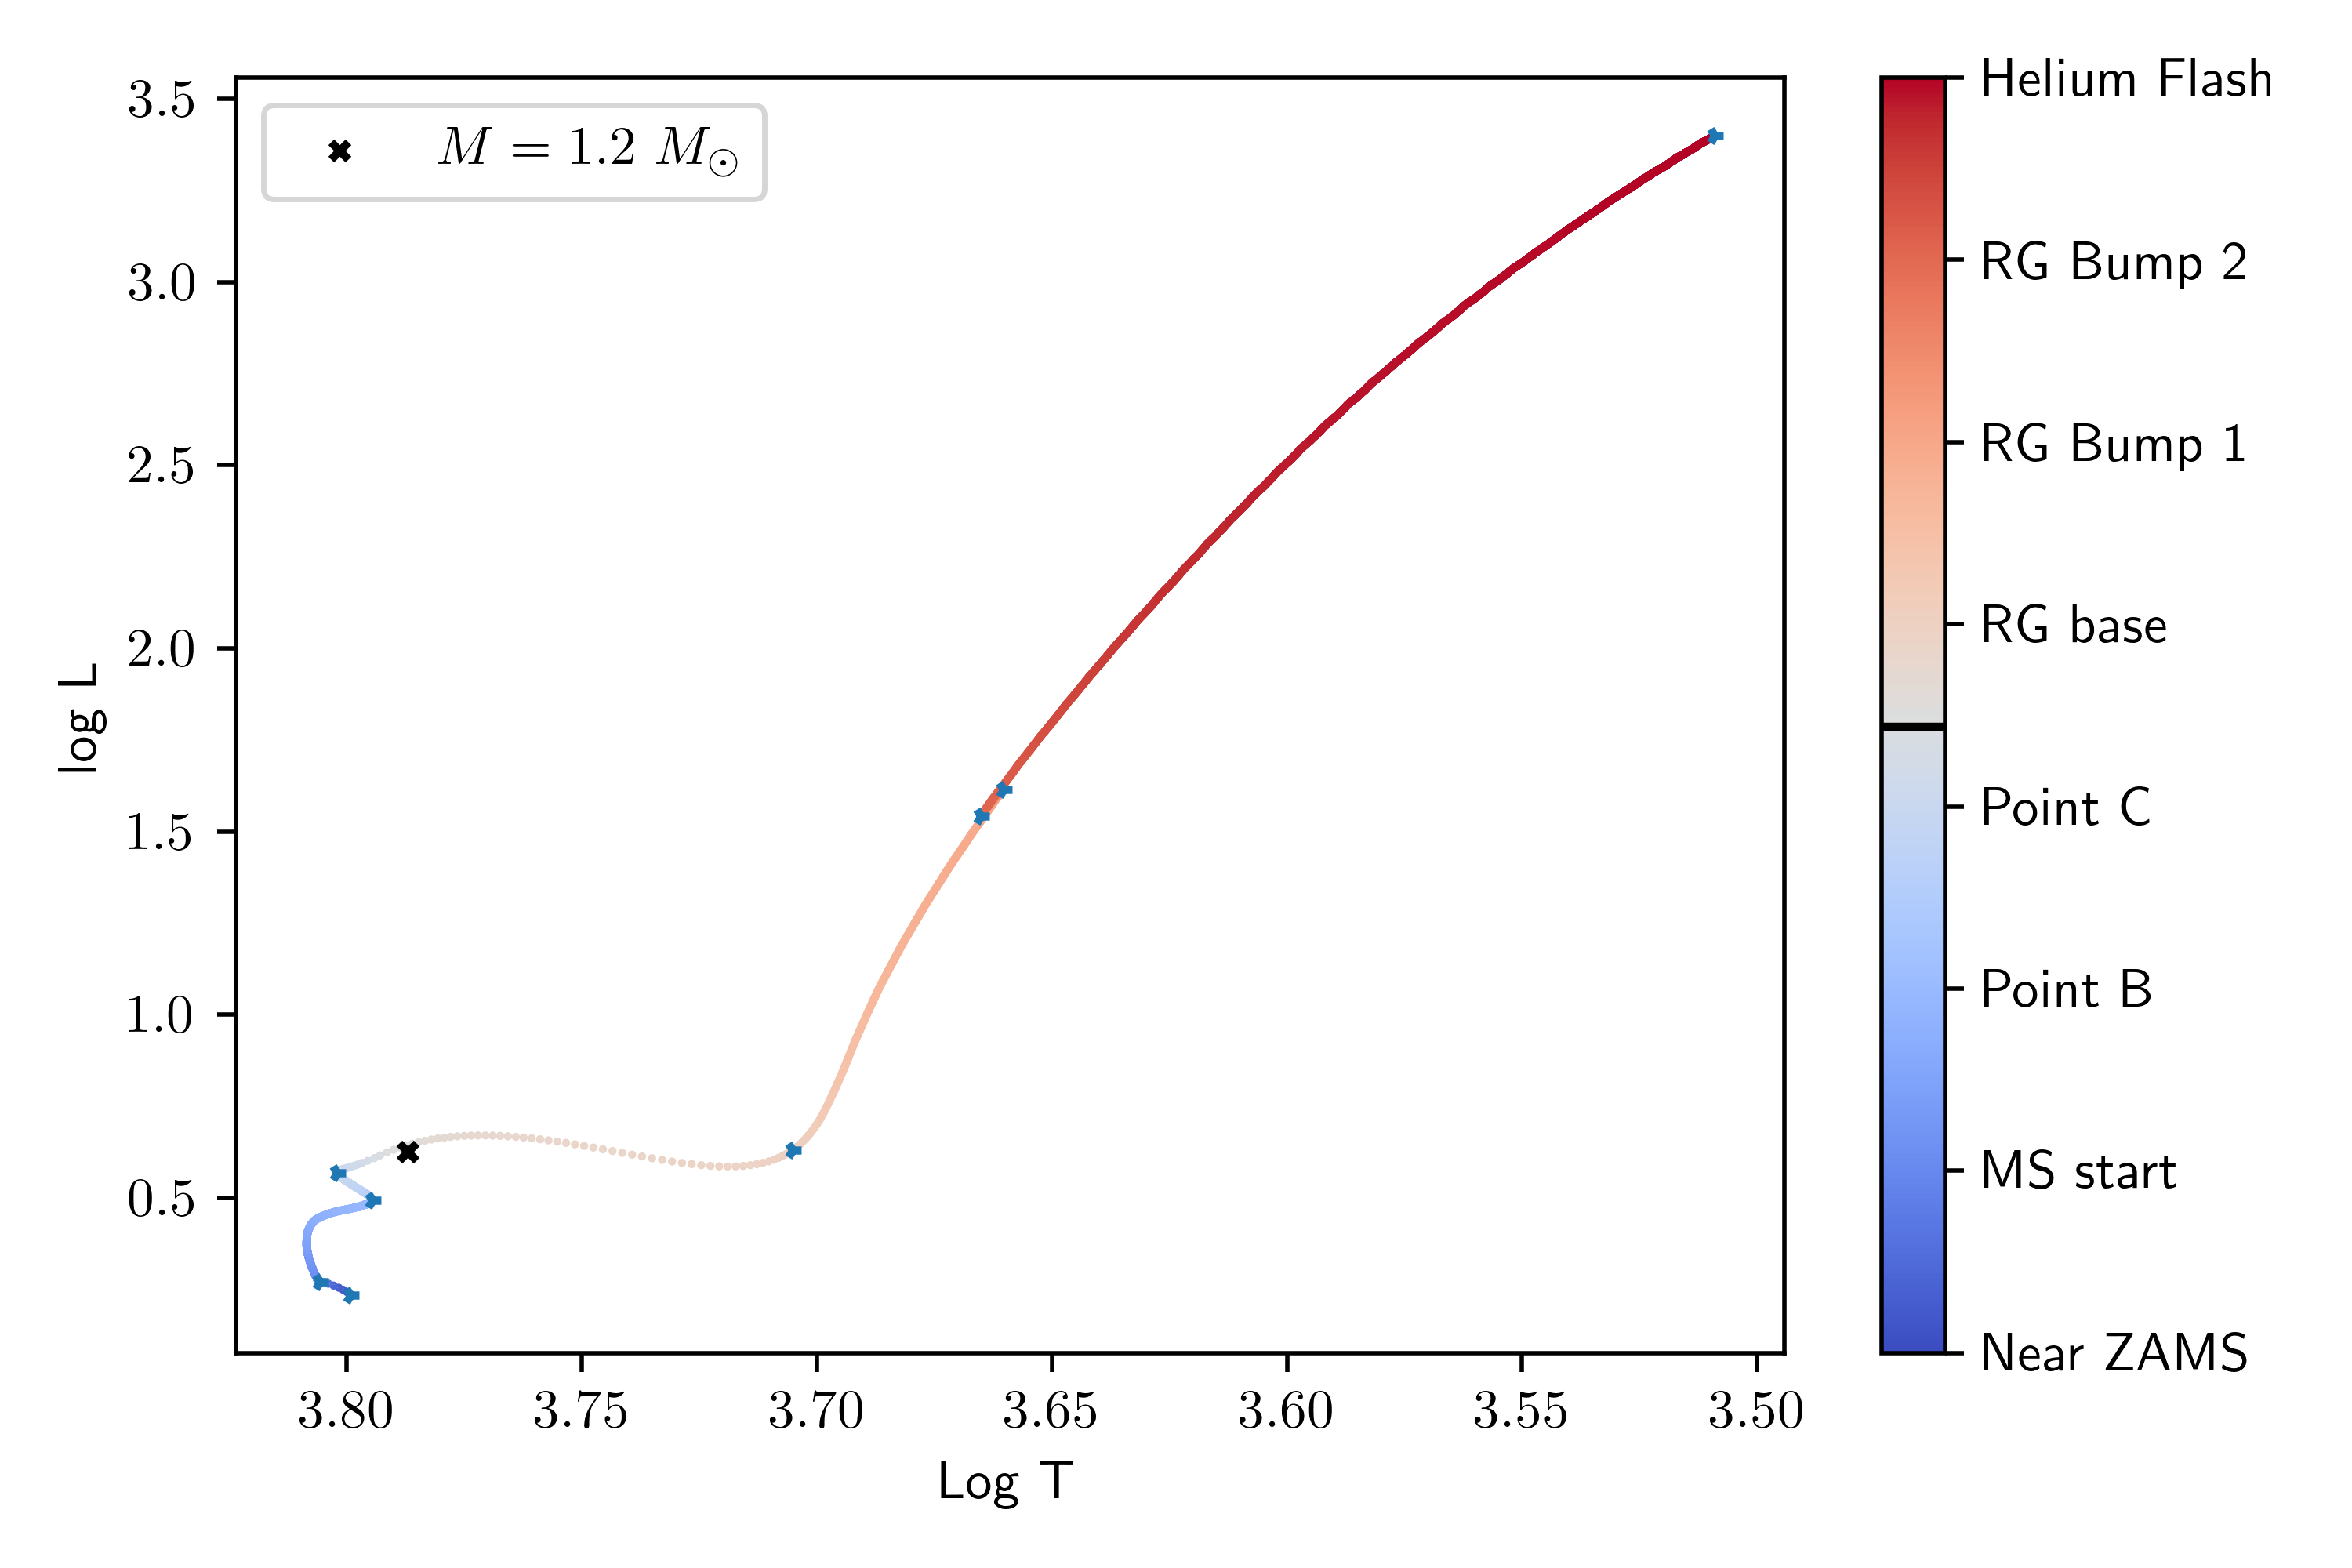 M = 1.2 M⊙
3.5
3.0
2.5
2.0
1.5
1.0
0.5
log L
3.80 3.75 3.70 3.65 3.60 3.55 3.50
Log T
Helium Flash
RG Bump 2
RG Bump 1
RG base
Point C
Point B
MS start
Near ZAMS